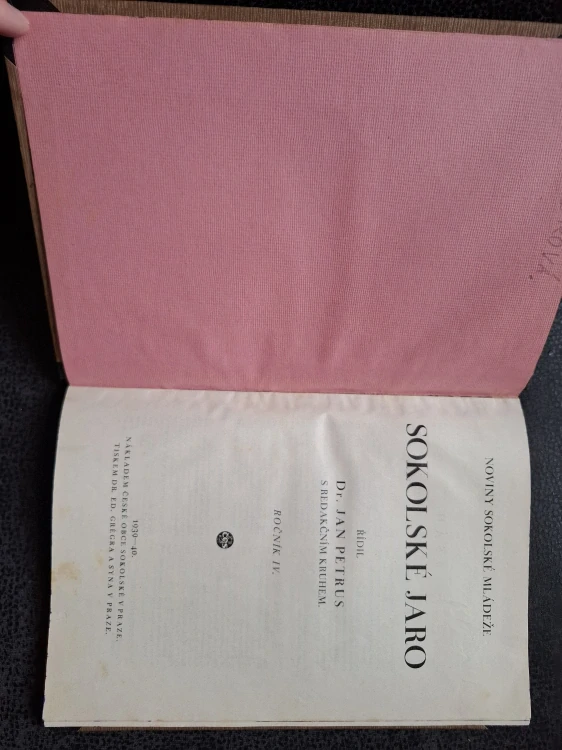 NOVINY SOKOLSKÉ MLÁDEŽE
SOKOLSKÉ JARO
ŘÍDIL
Dr. JAN PETRUS
S REDAKČNÍM KRUHEM.
ROČNÍK IV.
1939—40.
NÁKLADEM ČESKÉ OBCE SOKOLSKÉ V PRAZE.
TISKEM DR. ED. GRÉGRA A SYNA V PRAZE.